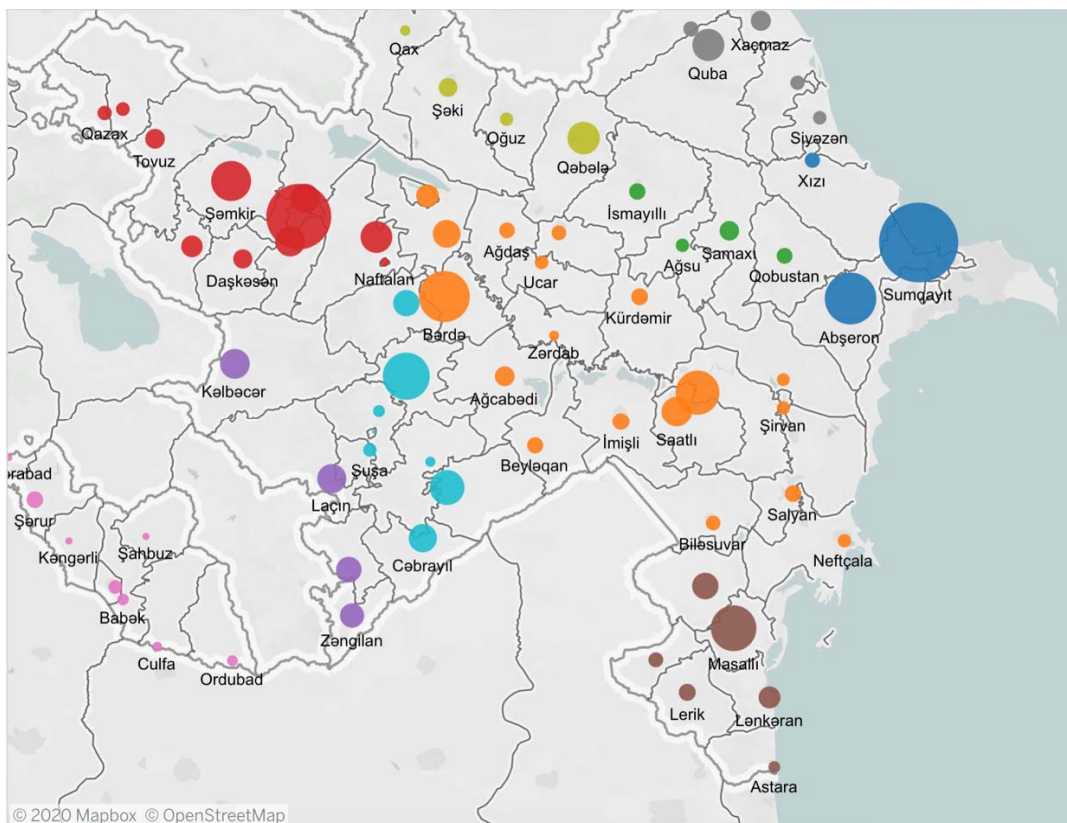 Qax
Xaçmaz
Quba
Şəki
Qazax
Oğuz
Siyəzən
Tovuz
Qəbələ
Xızı
Şəmkir
İsmayıllı
Ağdaş
Ağsu
Şamaxı
Daşkəsən
Naftalan
Ucar
Qobustan
Sumqayıt
Kürdəmir
Bərdə
Abşeron
Zərdab
Kəlbəcər
Ağcabədi
Şirvan
İmişli
Saatlı
Beyləqan
Şuşa
Laçın
Şərur
Salyan
Biləsuvar
Kəngərli
Şahbuz
Cəbrayıl
Neftçala
Babək
Zəngilan
Culfa
Masallı
Ordubad
Lerik
Lənkəran
Astara
© 2020 Mapbox © OpenStreetMap